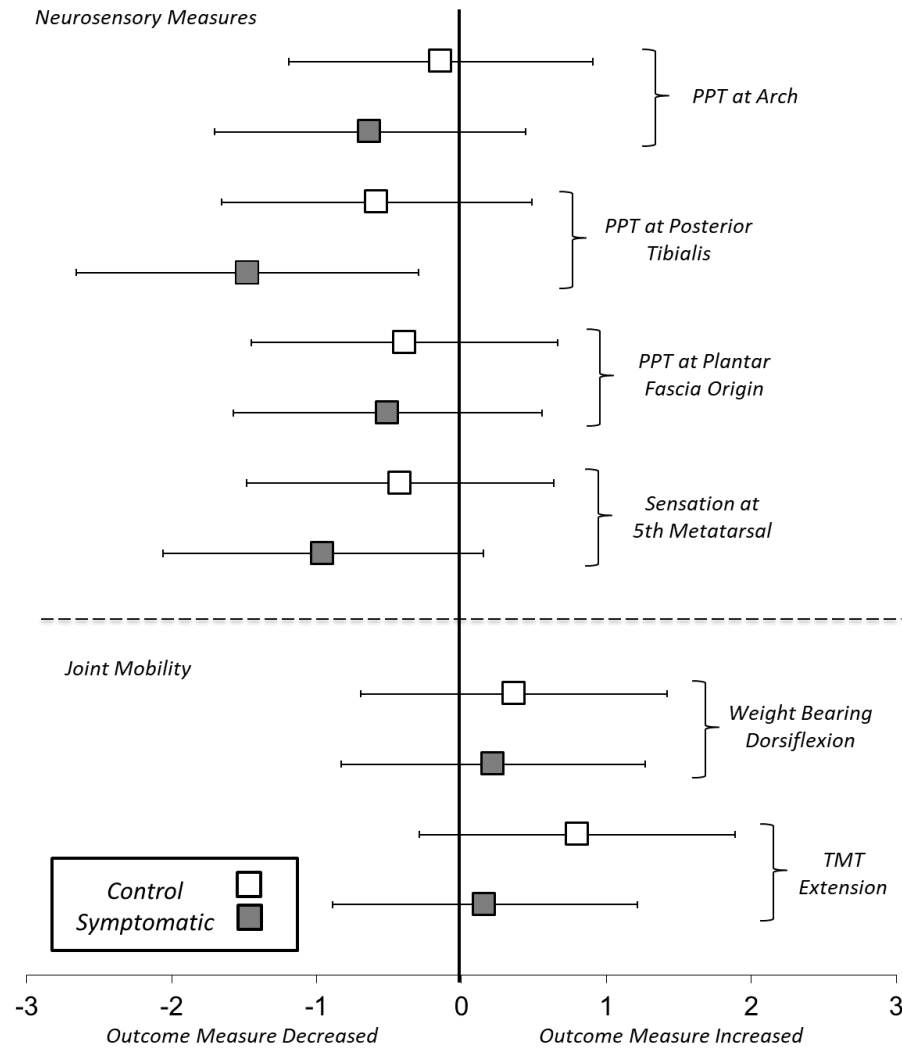 Neurosensory Measures
PPT at Arch
PPT at Posterior
Tibialis
PPT at Plantar
Fascia Origin
Sensation at
5th Metatarsal
Joint Mobility
Weight Bearing
Dorsiflexion
TMT
Extension
Control
Symptomatic
-3 -2 -1 0 1 2 3
Outcome Measure Decreased Outcome Measure Increased